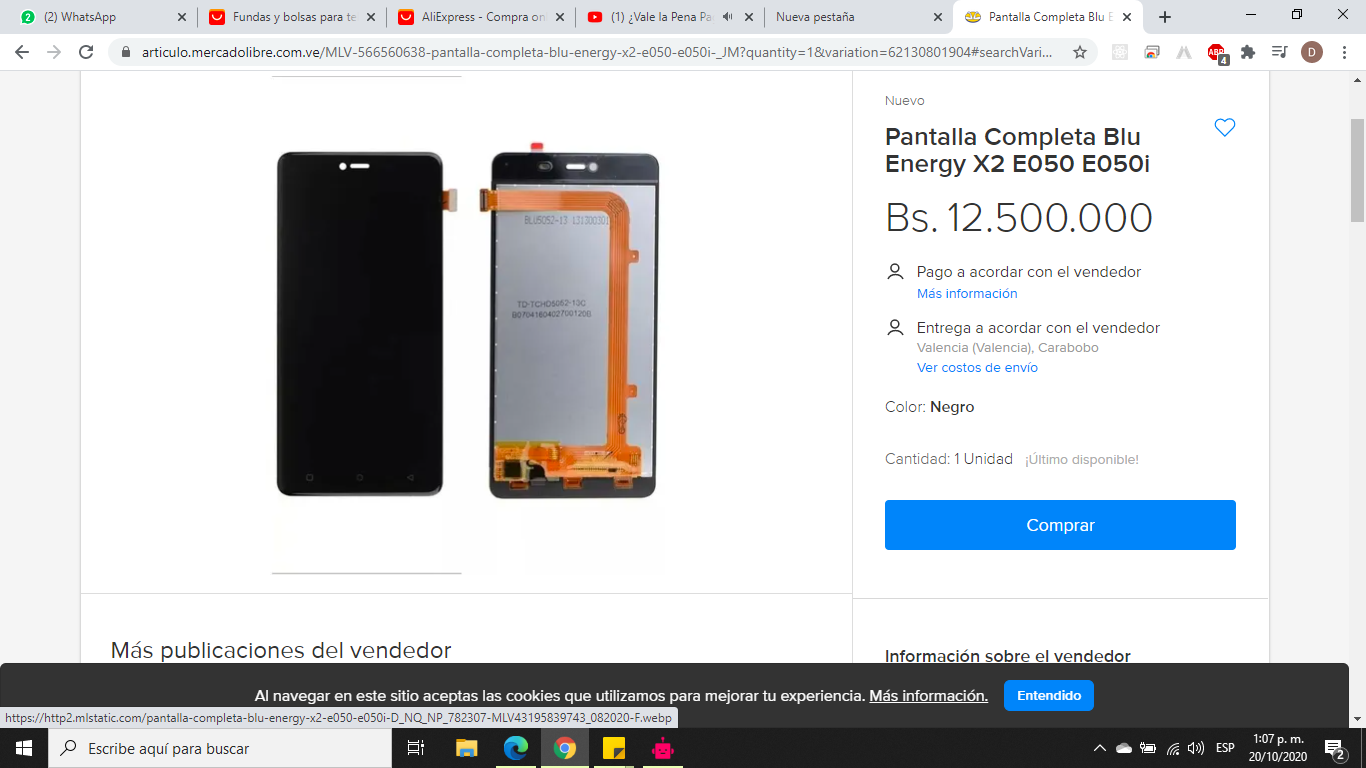 (2) WhatsApp
Fundas y bolsas para te
AliExpress - Compra on
(1) ¿Vale la Pena Pa
Nueva pestaña
Pantalla Completa Blu E
articulo.mercadolibre.com.ve/MLV-566560638-pantalla-completa-blu-energy-x2-e050-e050i-_JM?quantity=1&variation=62130801904#searchVari...
ABP
4
D
Nuevo
Pantalla Completa Blu
Energy X2 E050 E050i
Bs. 12.500.000
Pago a acordar con el vendedor
Más información
Entrega a acordar con el vendedor
Valencia (Valencia), Carabobo
Ver costos de envío
Color: Negro
Cantidad: 1 Unidad ¡Último disponible!
Comprar
BLU5052-13 13130030
TD-TCHD5052-13C
B07041604027001208
Más publicaciones del vendedor
Información sobre el vendedor
Al navegar en este sitio aceptas las cookies que utilizamos para mejorar tu experiencia. Más información.
Entendido
https://http2.mlstatic.com/pantalla-completa-blu-energy-x2-e050-e050i-D_NQ_NP_782307-MLV43195839743_082020-F.webp
Escribe aquí para buscar
ESP
1:07 p. m.
20/10/2020
2